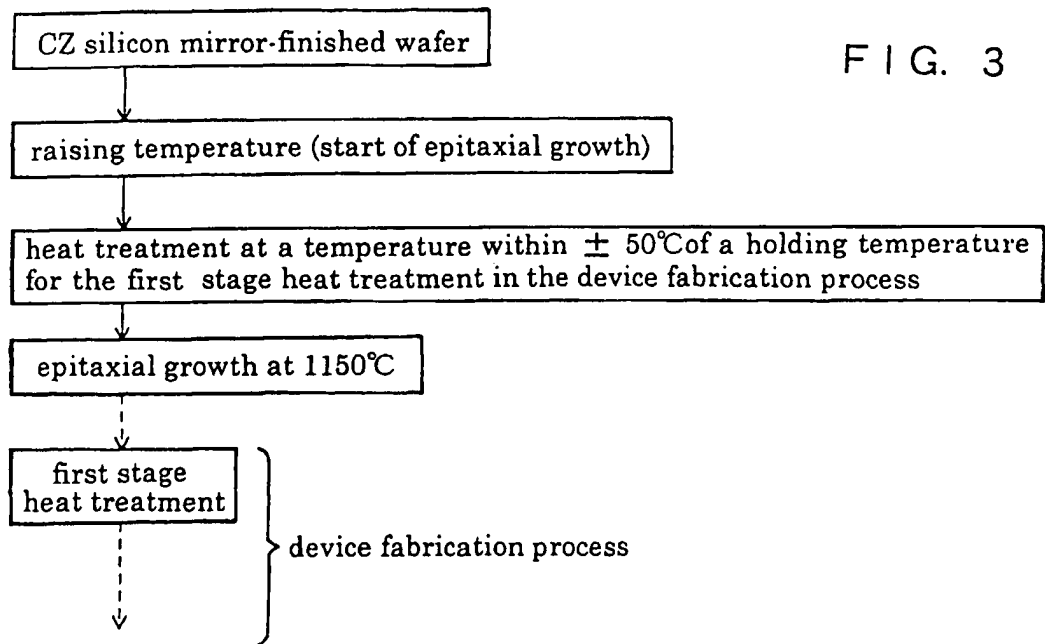 CZ silicon mirror-finished wafer
F I G. 3
raising temperature (start of epitaxial growth)
heat treatment at a temperature within ± 50℃of a holding temperature
for the first stage heat treatment in the device fabrication process
epitaxial growth at 1150℃
first stage
heat treatment
device fabrication process